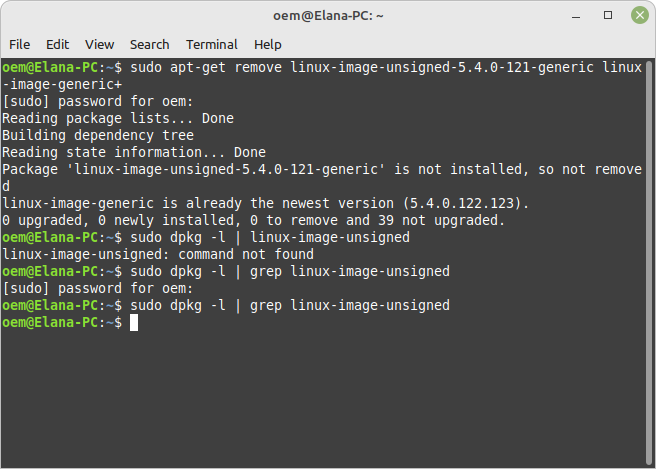 oem@Elana-PC: ~
File Edit View Search Terminal Help
oem@Elana-PC:~$ sudo apt-get remove linux-image-unsigned-5.4.0-121-generic linux
-image-generic+
[sudo] password for oem:
Reading package lists... Done
Building dependency tree
Reading state information... Done
Package 'linux-image-unsigned-5.4.0-121-generic' is not installed, so not remove
d
linux-image-generic is already the newest version (5.4.0.122.123).
0 upgraded, 0 newly installed, 0 to remove and 39 not upgraded.
oem@Elana-PC:~$ sudo dpkg -l | linux-image-unsigned
linux-image-unsigned: command not found
oem@Elana-PC:~$ sudo dpkg -l | grep linux-image-unsigned
[sudo] password for oem:
oem@Elana-PC:~$ sudo dpkg -l | grep linux-image-unsigned
oem@Elana-PC:~$